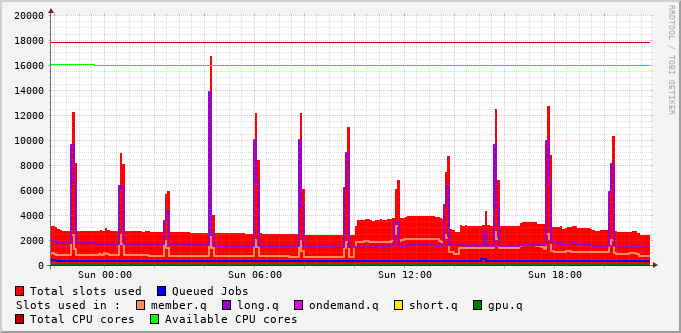 RRDTOOL / TOBI OETIKER
20000
18000
16000
14000
12000
10000
8000
6000
4000
2000
0
Sun 00:00 Sun 06:00 Sun 12:00 Sun 18:00
Total slots used Queued Jobs
Slots used in : member.q long.q ondemand.q short.q gpu.q
Total CPU cores Available CPU cores